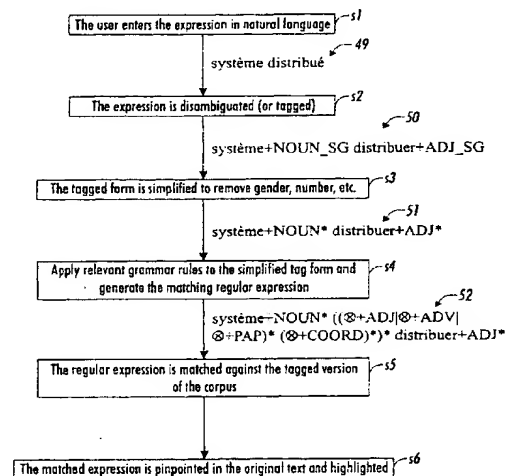 The user enters the expression in natural language
s1
49
système distribué
The expression is disambiguated (or tagged)
s2
50
système+NOUN_SG distribuer+ADJ_SG
The tagged form is simplified to remove gender, number, etc.
s3
51
système+NOUN* distribuer+ADJ*
Apply relevant grammar rules to the simplified tag form and
generate the matching regular expression
s4
52
système+NOUN* ((⊗+ADJ|⊗+ADV|
⊗+PAP)* (⊗+COORD)*)* distribuer+ADJ*
The regular expression is matched against the tagged version
of the corpus
s5
The matched expression is pinpointed in the original text and highlighted
s6